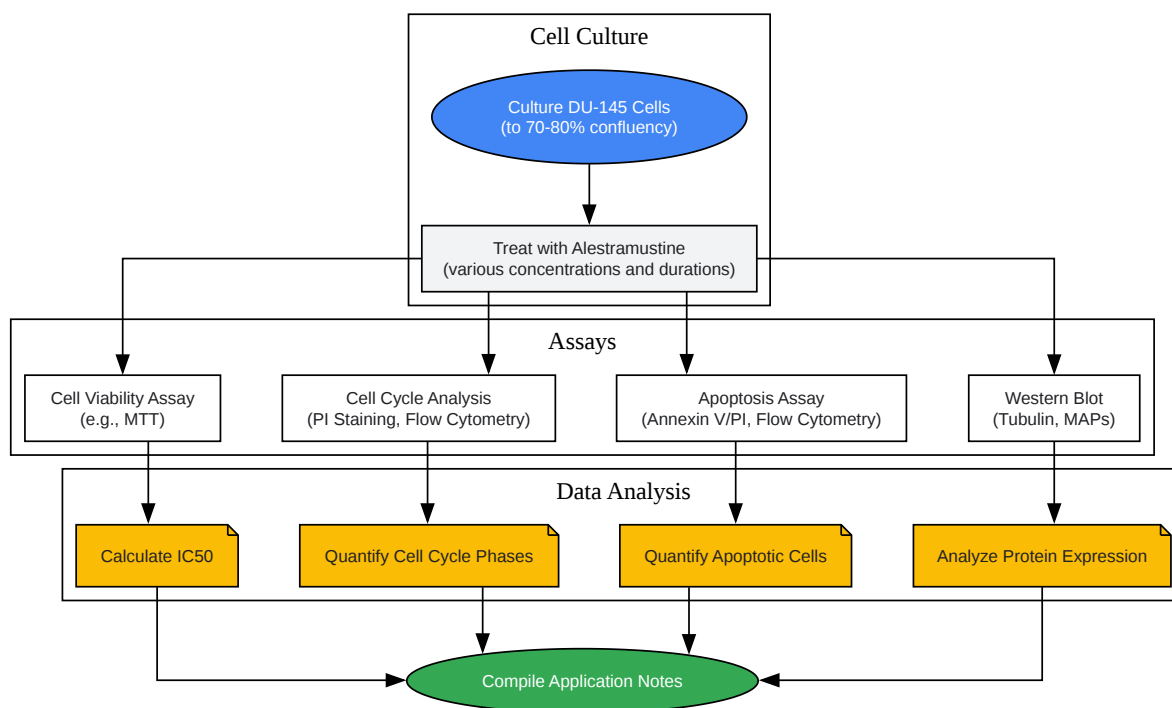 Cell Culture
Culture DU-145 Cells
(to 70-80% confluency)
Treat with Alestramustine
(various concentrations and durations)
Assays
Cell Viability Assay
(e.g., MTT)
Cell Cycle Analysis
(PI Staining, Flow Cytometry)
Apoptosis Assay
(Annexin V/PI, Flow Cytometry)
Western Blot
(Tubulin, MAPs)
Data Analysis
Calculate IC50
Quantify Cell Cycle Phases
Quantify Apoptotic Cells
Analyze Protein Expression
Compile Application Notes